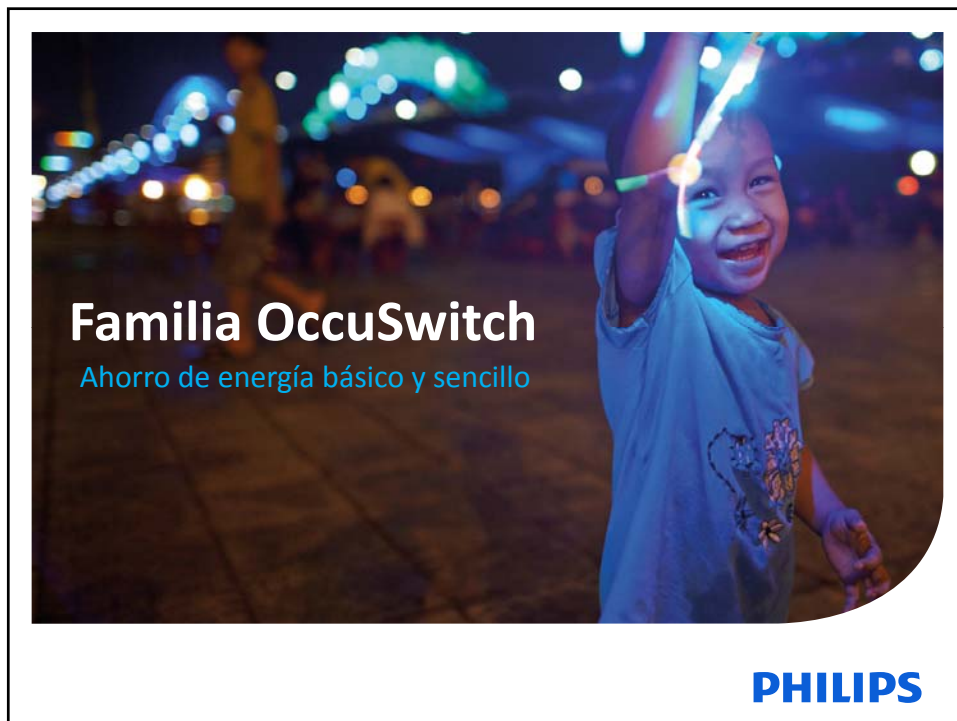 Familia OccuSwitch
Ahorro de energía básico y sencillo
PHILIPS